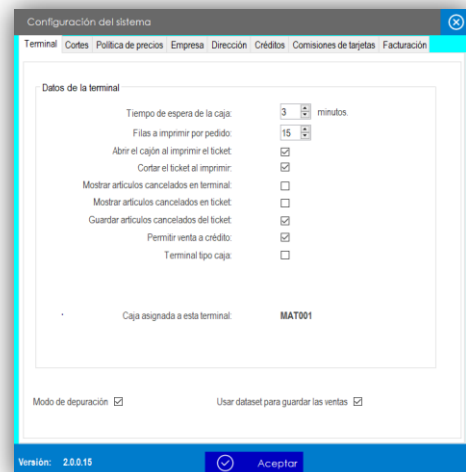 Configuración del sistema
Terminal Cortes Política de precios Empresa Dirección Créditos Comisiones de tarjetas Facturación
Datos de la terminal
Tiempo de espera de la caja: 3 minutos.
Filas a imprimir por pedido: 15
Abrir el cajón al imprimir el ticket:
Cortar el ticket al imprimir:
Mostrar artículos cancelados en terminal:
Mostrar artículos cancelados en ticket:
Guardar artículos cancelados del ticket:
Permitir venta a crédito:
Terminal tipo caja:
Caja asignada a esta terminal: MAT001
Modo de depuración Usar dataset para guardar las ventas
Versión: 2.0.0.15 Aceptar